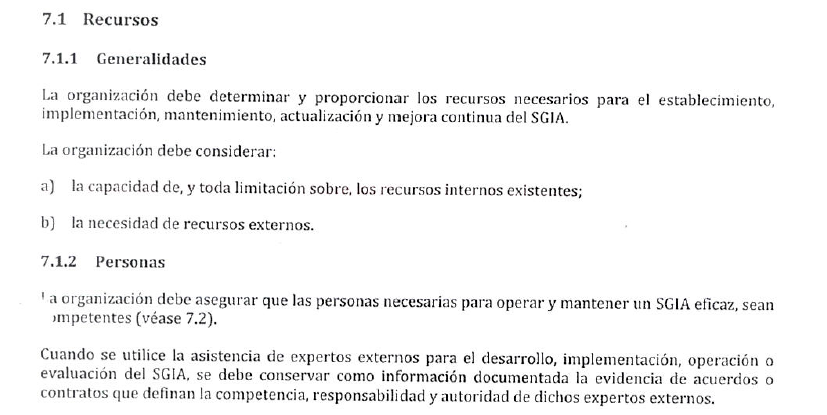 7.1 Recursos
7.1.1 Generalidades
La organización debe determinar y proporcionar los recursos necesarios para el establecimiento,
implementación, mantenimiento, actualización y mejora continua del SGIA.
La organización debe considerar:
a) la capacidad de, y toda limitación sobre, los recursos internos existentes;
b) la necesidad de recursos externos.
7.1.2 Personas
a organización debe asegurar que las personas necesarias para operar y mantener un SGIA eficaz, sean
mpetentes (véase 7.2).
Cuando se utilice la asistencia de expertos externos para el desarrollo, implementación, operación o
evaluación del SGIA, se debe conservar como información documentada la evidencia de acuerdos o
contratos que definan la competencia, responsabilidad y autoridad de dichos expertos externos.